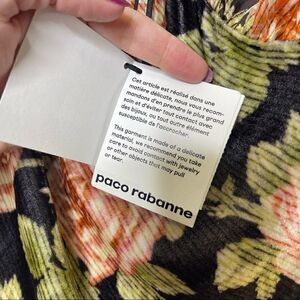 Cet article est réalisé dans une
matière délicate, nous vous recom-
mandons d'en prendre le plus grand
soin et d'éviter tout contact avec
des bijoux, ou tout autre élément
susceptible de l'accrocher.
This garment is made of a delicate
material, we recommend you take
care to avoid contact with jewelry
or other objects that may pull
or tear.
paco rabanne